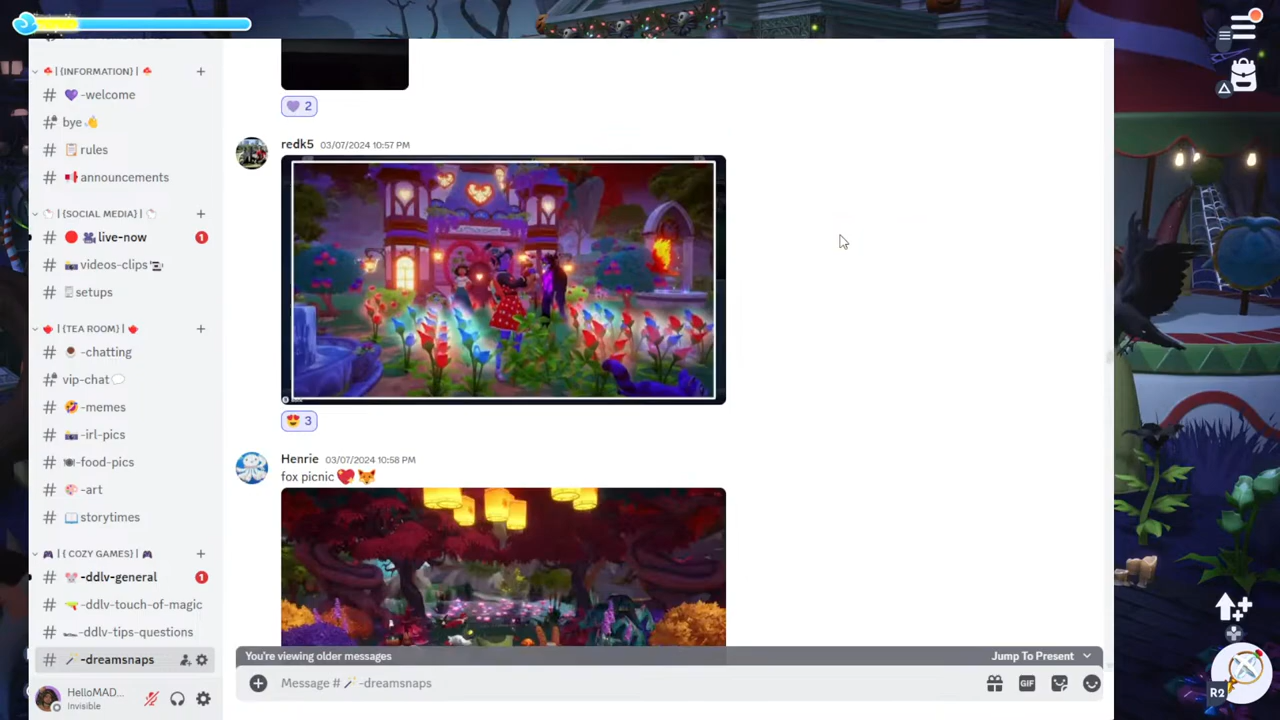 | {INFORMATION} |
-welcome
bye
rules
announcements
| {SOCIAL MEDIA} |
live-now 1
videos-clips
setups
| {TEA ROOM} |
-chatting
vip-chat
-memes
-irl-pics
-food-pics
-art
storytimes
| { COZY GAMES} |
-ddlv-general 1
-ddlv-touch-of-magic
-ddlv-tips-questions
-dreamsnaps
HelloMAD...
Invisible
2
redk5 03/07/2024 10:57 PM
3
Henrie 03/07/2024 10:58 PM
fox picnic
You're viewing older messages Jump To Present
Message # -dreamsnaps
GIF
R2